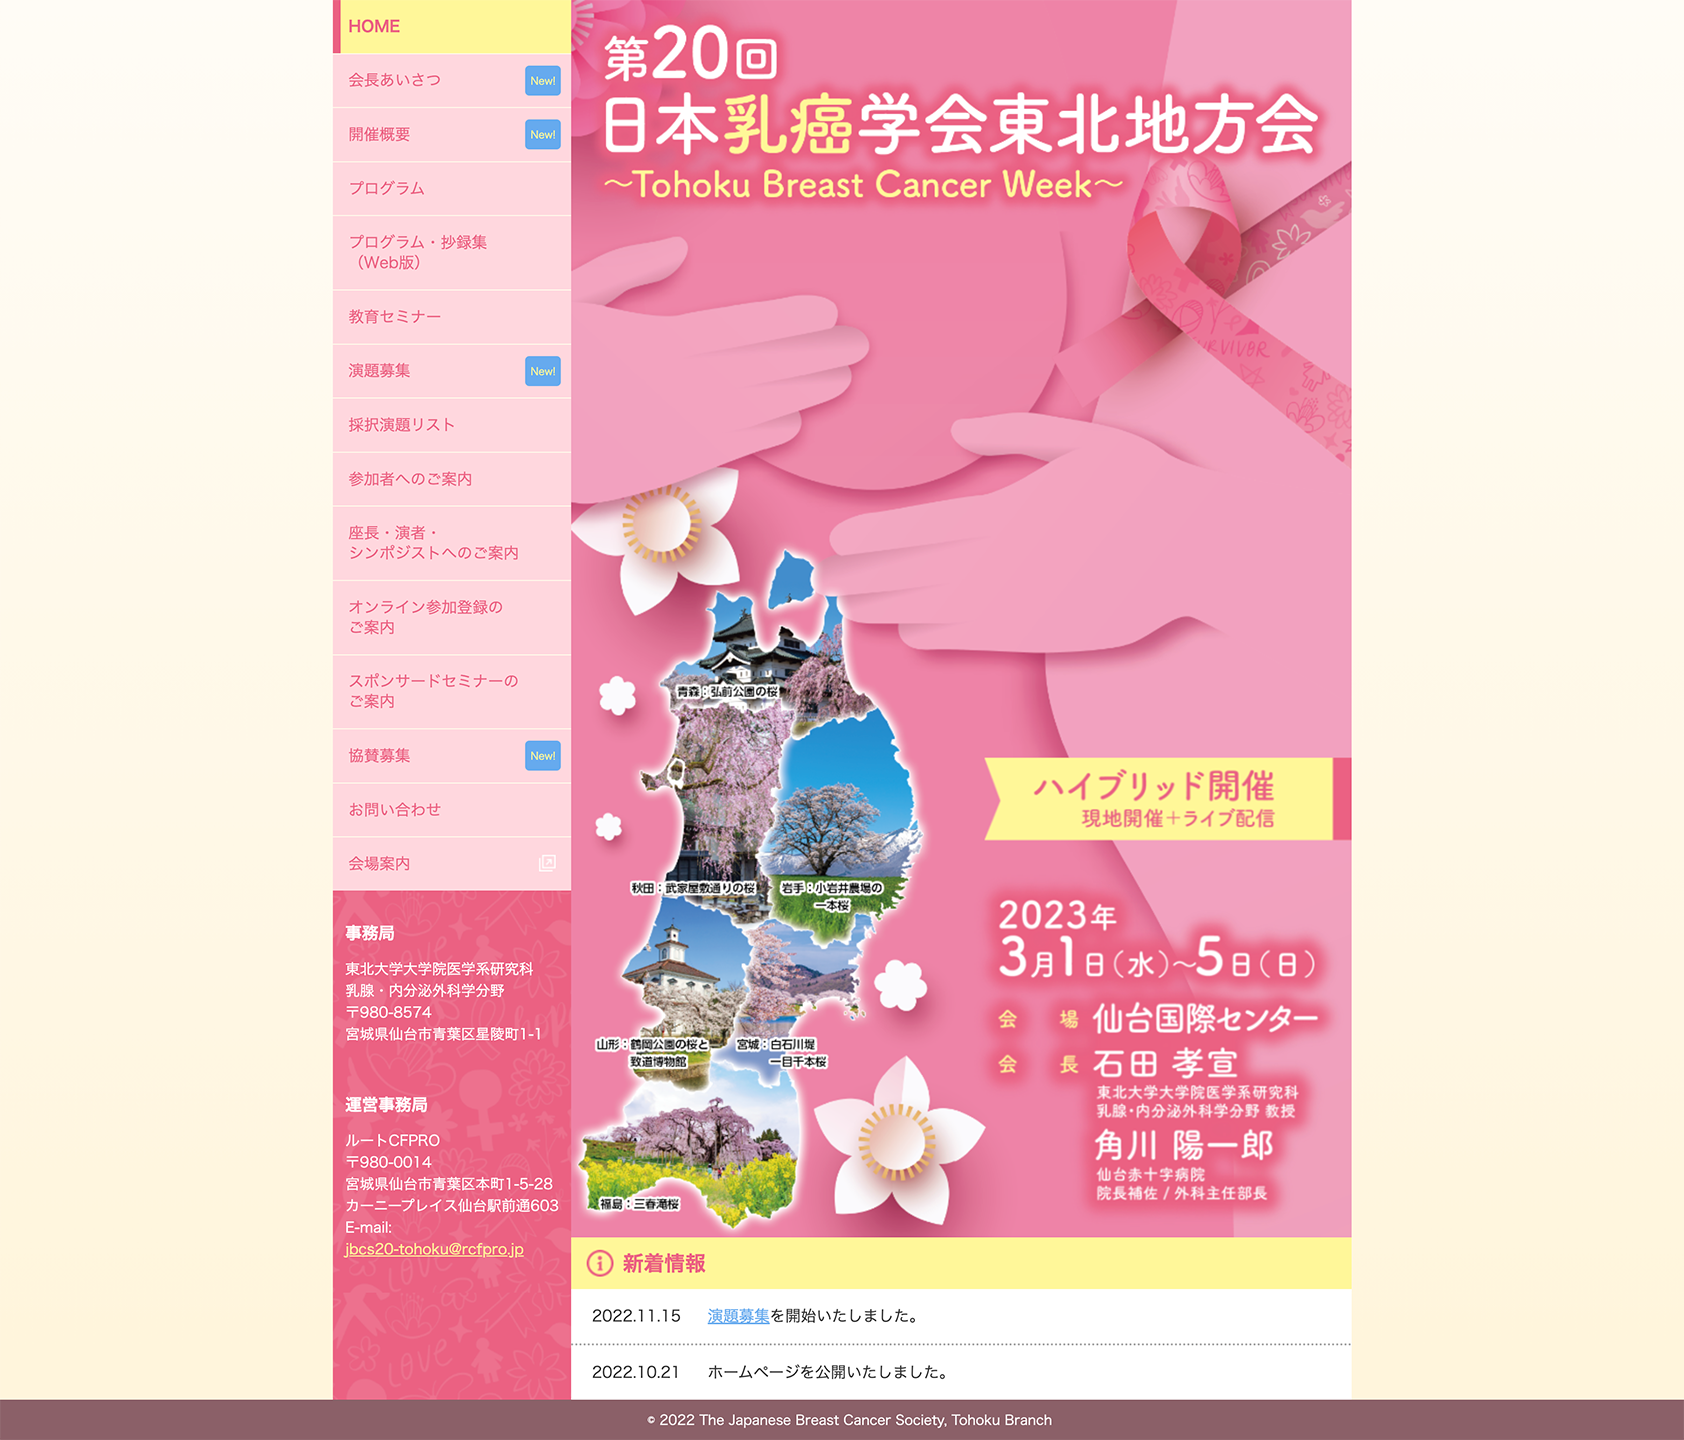 HOME
会長あいさつ
New!
開催概要
New!
プログラム
プログラム・抄録集
（Web版）
教育セミナー
演題募集
New!
採択演題リスト
参加者へのご案内
座長・演者・
シンポジストへのご案内
オンライン参加登録の
ご案内
スポンサードセミナーの
ご案内
協賛募集
New!
お問い合わせ
会場案内
事務局
東北大学大学院医学系研究科
乳腺・内分泌外科学分野
〒980-8574
宮城県仙台市青葉区星陵町1-1
運営事務局
ルートCFPRO
〒980-0014
宮城県仙台市青葉区本町1-5-28
カーニープレイス仙台駅前通603
E-mail:
jbcs20-tohoku@rcfpro.jp
第20回
日本乳癌学会東北地方会
～Tohoku Breast Cancer Week～
青森：弘前公園の桜
秋田：武家屋敷通りの桜
岩手：小岩井農場の
一本桜
山形：鶴岡公園の桜と
致道博物館
宮城：白石川堤
一目千本桜
福島：三春滝桜
ハイブリッド開催
現地開催＋ライブ配信
2023年
3月1日（水）～5日（日）
会　場 仙台国際センター
会　長 石田 孝宣
東北大学大学院医学系研究科
乳腺・内分泌外科学分野 教授
角川 陽一郎
仙台赤十字病院
院長補佐 / 外科主任部長
新着情報
2022.11.15 演題募集を開始いたしました。
2022.10.21 ホームページを公開いたしました。
© 2022 The Japanese Breast Cancer Society, Tohoku Branch